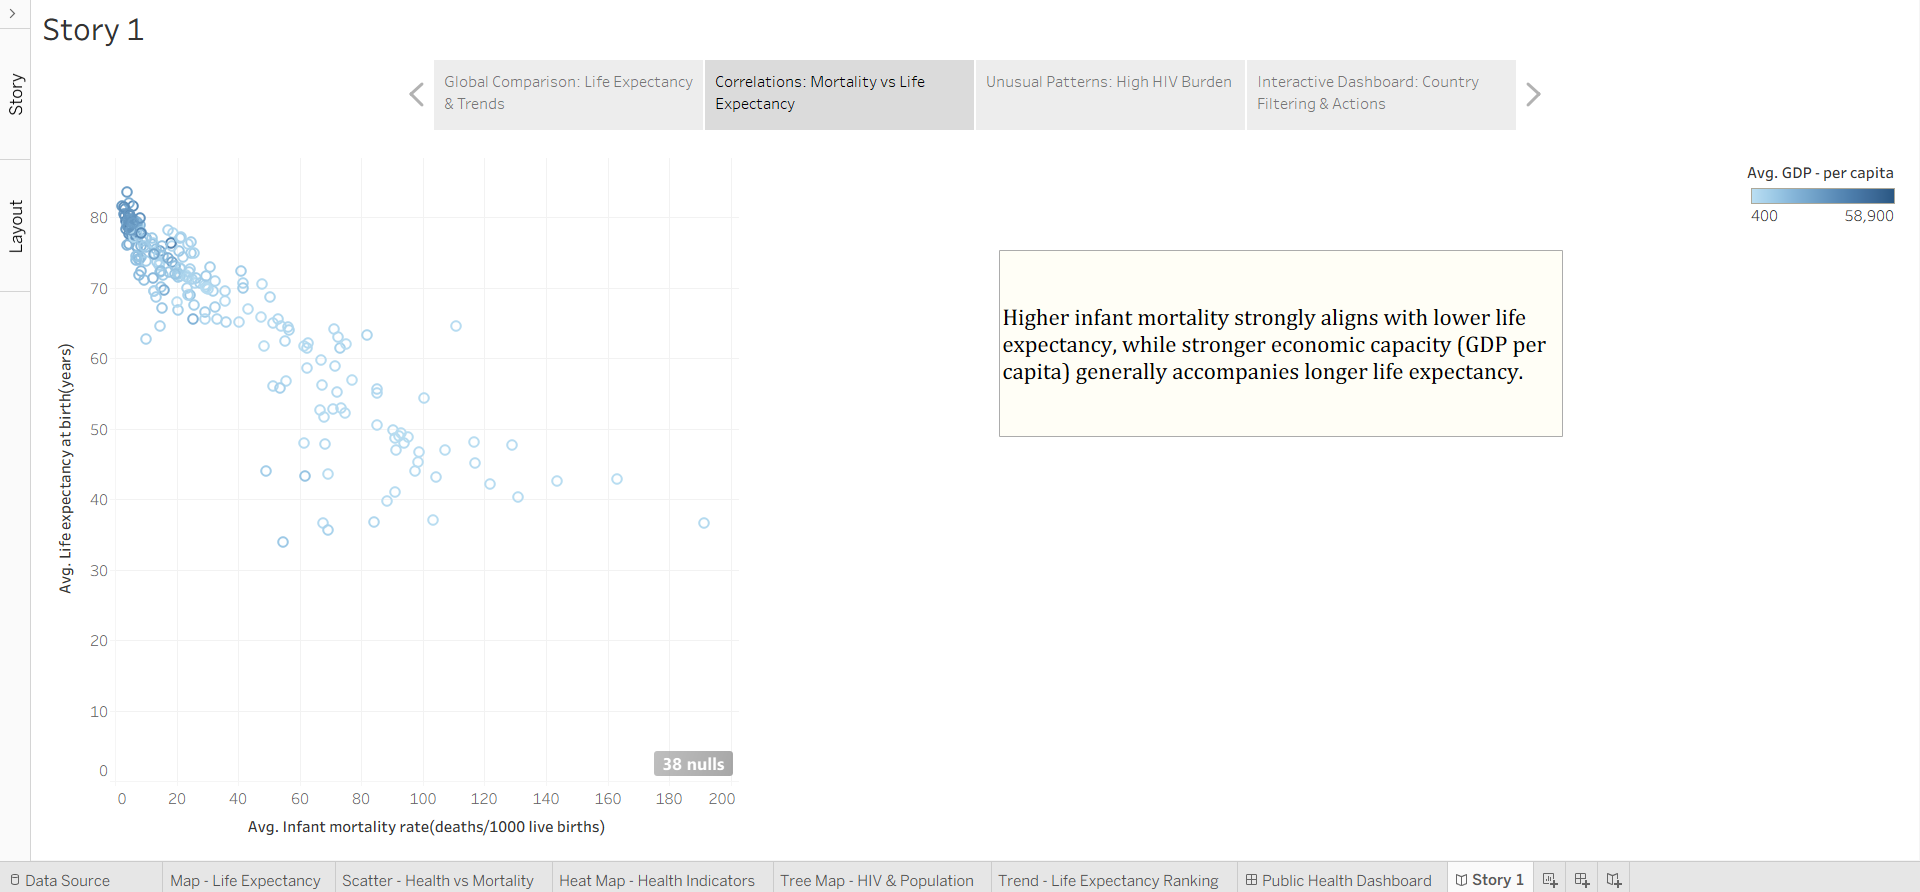 Story 1
Story
Layout
Global Comparison: Life Expectancy
& Trends
Correlations: Mortality vs Life
Expectancy
Unusual Patterns: High HIV Burden
Interactive Dashboard: Country
Filtering & Actions
Avg. GDP - per capita
400 58,900
Higher infant mortality strongly aligns with lower life
expectancy, while stronger economic capacity (GDP per
capita) generally accompanies longer life expectancy.
Avg. Life expectancy at birth(years)
80
70
60
50
40
30
20
10
0
38 nulls
0 20 40 60 80 100 120 140 160 180 200
Avg. Infant mortality rate(deaths/1000 live births)
Data Source Map - Life Expectancy Scatter - Health vs Mortality Heat Map - Health Indicators Tree Map - HIV & Population Trend - Life Expectancy Ranking Public Health Dashboard Story 1